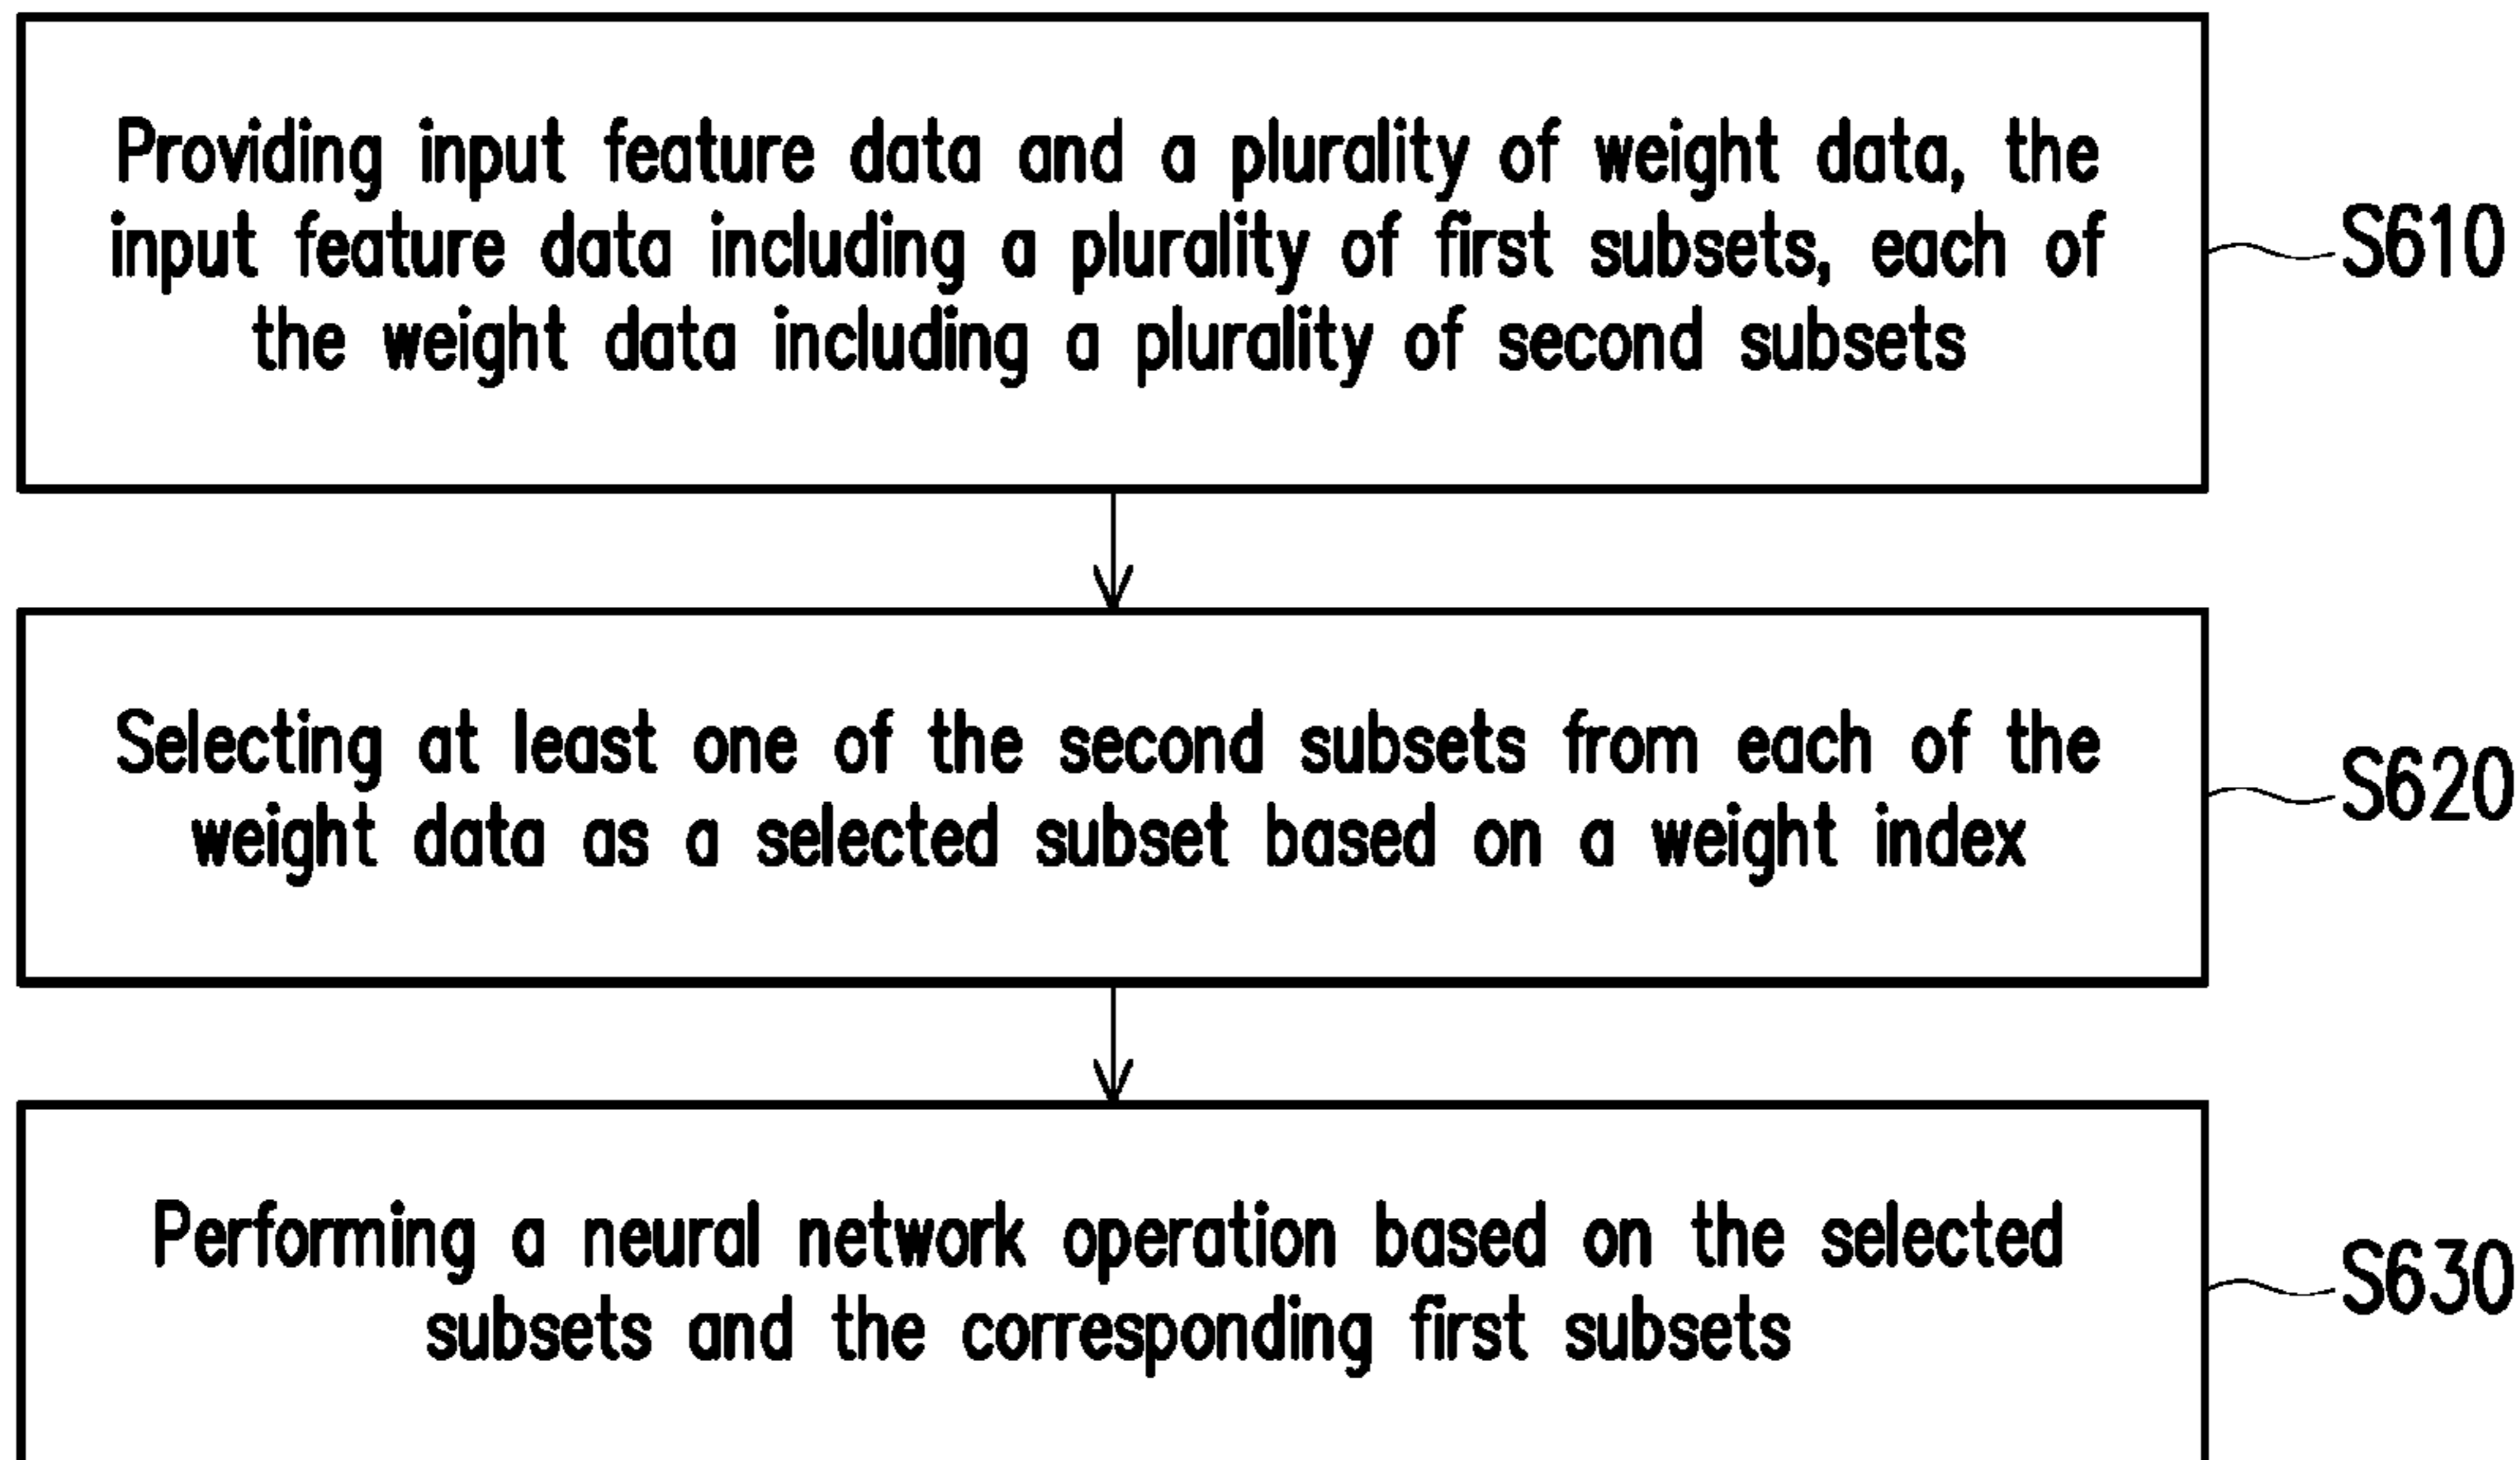 Providing input feature data and a plurality of weight data, the
input feature data including a plurality of first subsets, each of
the weight data including a plurality of second subsets
S610
Selecting at least one of the second subsets from each of the
weight data as a selected subset based on a weight index
S620
Performing a neural network operation based on the selected
subsets and the corresponding first subsets
S630